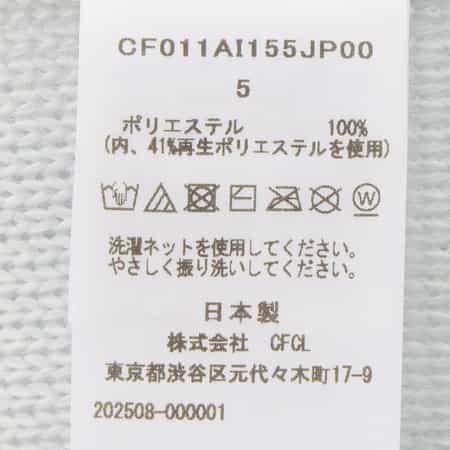 CF011AI155JP00
5
ポリエステル 100%
(内、41%再生ポリエステルを使用)
W
洗濯ネットを使用してください。
やさしく振り洗いしてください。
日本製
株式会社 CFCL
東京都渋谷区元代々木町17-9
202508-000001